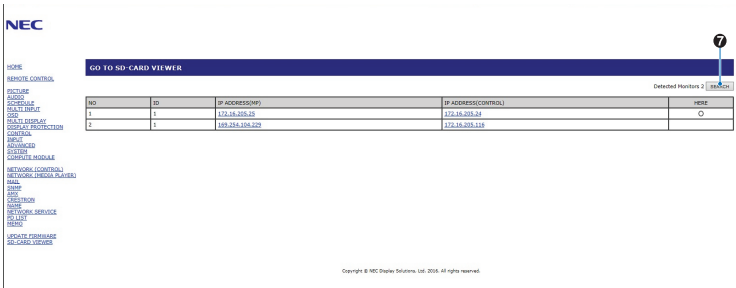 NEC
7
HOME
REMOTE CONTROL
PICTURE
AUDIO
SCHEDULE
MULTI INPUT
OSD
MULTI DISPLAY
DISPLAY PROTECTION
CONTROL
INPUT
ADVANCED
SYSTEM
COMPUTE MODULE
NETWORK (CONTROL)
NETWORK (MEDIA PLAYER)
MAIL
SNMP
AMX
CRESTRON
NAME
NETWORK SERVICE
PD LIST
MEMO
UPDATE FIRMWARE
SD-CARD VIEWER
GO TO SD-CARD VIEWER
Detected Monitors 2 SEARCH
NO ID IP ADDRESS(MP) IP ADDRESS(CONTROL) HERE
1 1 172.16.205.25 172.16.205.24 O
2 1 169.254.104.229 172.16.205.116
Copyright © NEC Display Solutions, Ltd. 2016. All rights reserved.